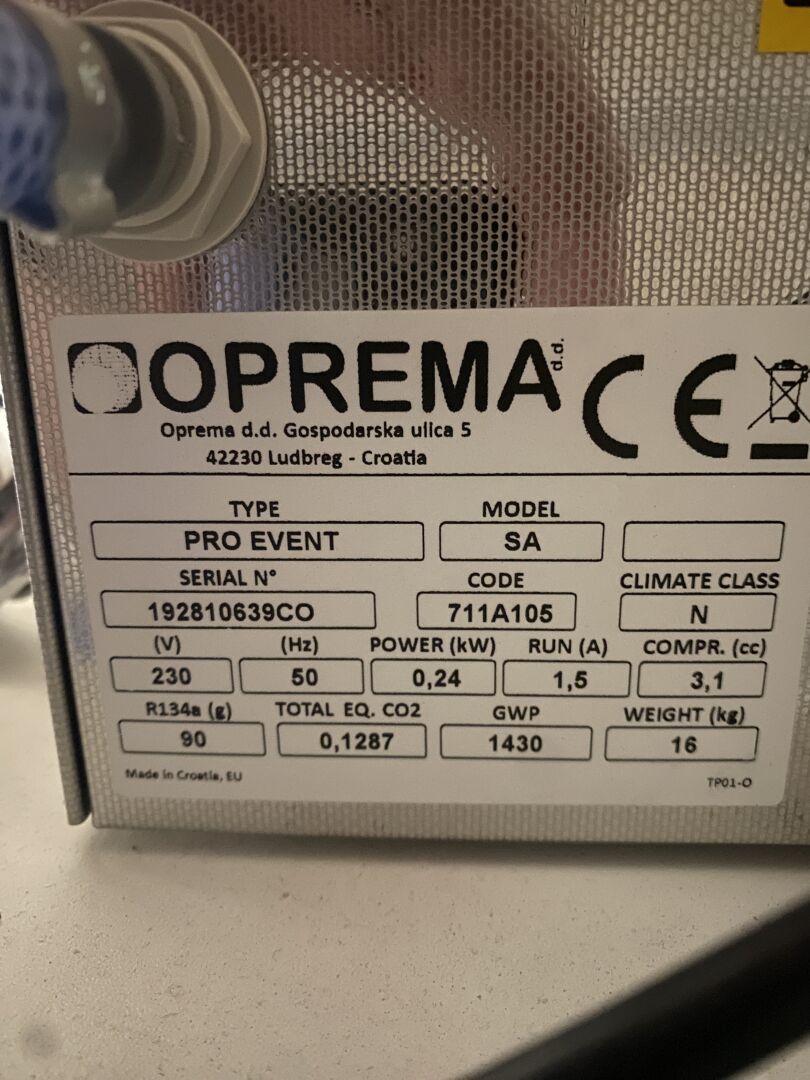 OPREMA d.d.
Oprema d.d. Gospodarska ulica 5
42230 Ludbreg - Croatia
CE
TYPE MODEL
PRO EVENT SA
SERIAL N° CODE CLIMATE CLASS
192810639CO 711A105 N
(V) (Hz) POWER (kW) RUN (A) COMPR. (cc)
230 50 0,24 1,5 3,1
R134a (g) TOTAL EQ. CO2 GWP WEIGHT (kg)
90 0,1287 1430 16
Made in Croatia, EU TP01-O